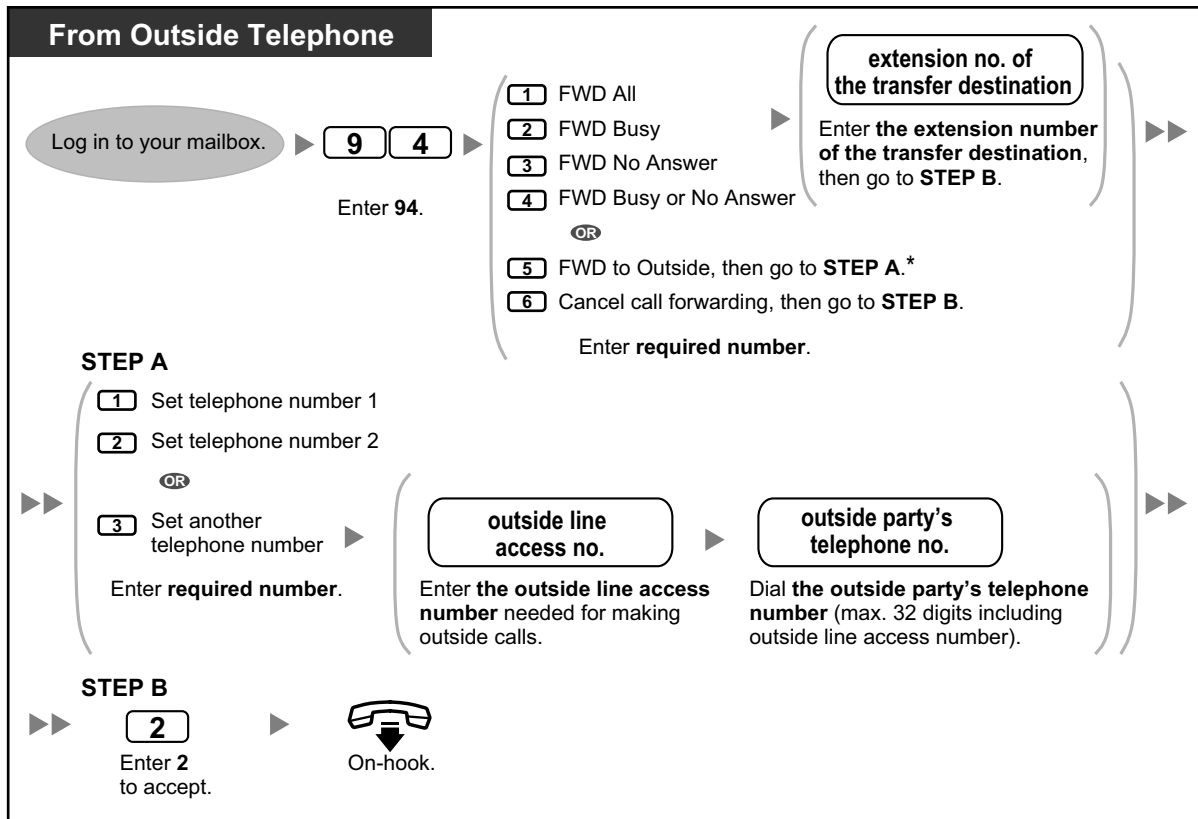 From Outside Telephone
Log in to your mailbox.
9 4
Enter 94.
1 FWD All
2 FWD Busy
3 FWD No Answer
4 FWD Busy or No Answer
OR
5 FWD to Outside, then go to STEP A.*
6 Cancel call forwarding, then go to STEP B.
Enter required number.
extension no. of
the transfer destination
Enter the extension number
of the transfer destination,
then go to STEP B.
STEP A
1 Set telephone number 1
2 Set telephone number 2
OR
3 Set another
telephone number
Enter required number.
outside line
access no.
Enter the outside line access
number needed for making
outside calls.
outside party's
telephone no.
Dial the outside party's telephone
number (max. 32 digits including
outside line access number).
STEP B
2
Enter 2
to accept.
On-hook.